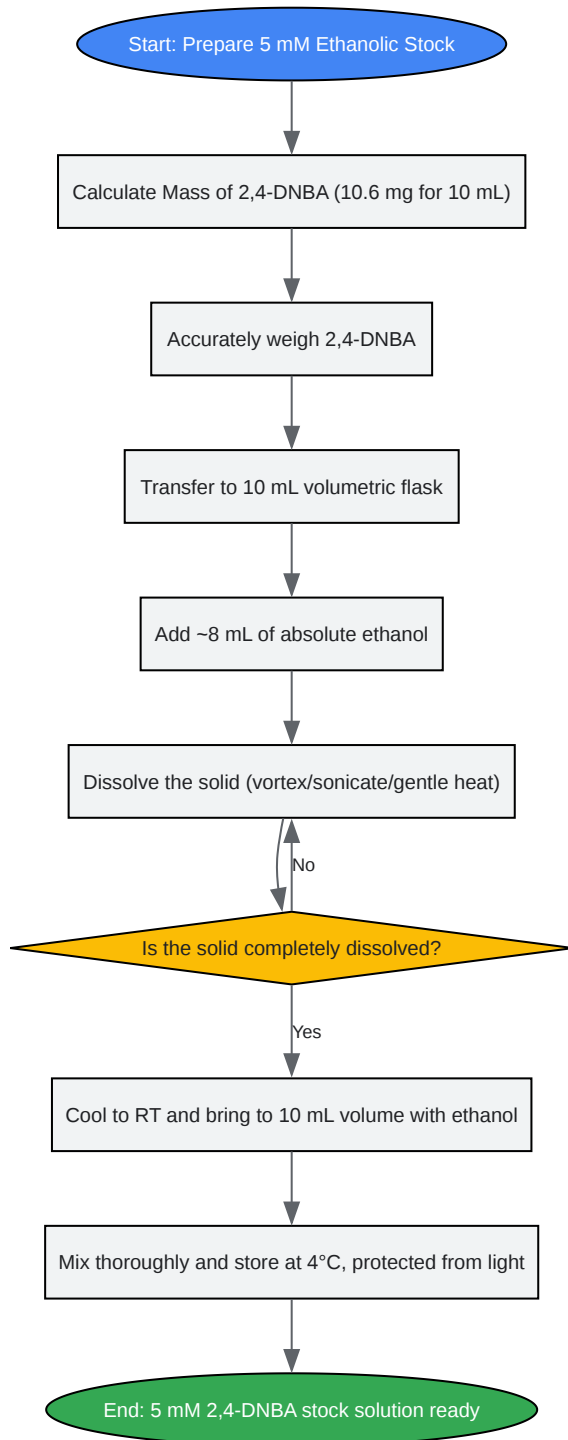 Start: Prepare 5 mM Ethanolic Stock
Calculate Mass of 2,4-DNBA (10.6 mg for 10 mL)
Accurately weigh 2,4-DNBA
Transfer to 10 mL volumetric flask
Add ~8 mL of absolute ethanol
Dissolve the solid (vortex/sonicate/gentle heat)
No
Is the solid completely dissolved?
Yes
Cool to RT and bring to 10 mL volume with ethanol
Mix thoroughly and store at 4°C, protected from light
End: 5 mM 2,4-DNBA stock solution ready